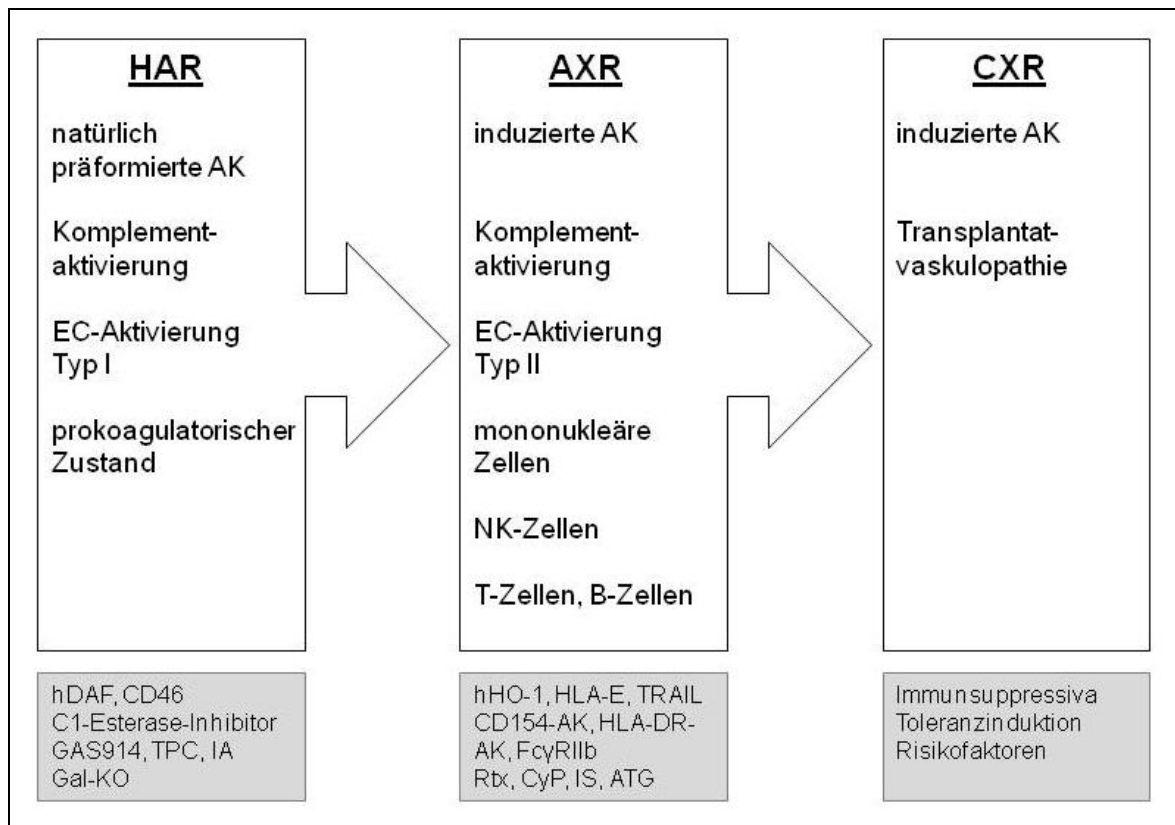 HAR
natürlich
präformierte AK
Komplement-
aktivierung
EC-Aktivierung
Typ I
prokoagulatorischer
Zustand
hDAF, CD46
C1-Esterase-Inhibitor
GAS914, TPC, IA
Gal-KO
AXR
induzierte AK
Komplement-
aktivierung
EC-Aktivierung
Typ II
mononukleäre
Zellen
NK-Zellen
T-Zellen, B-Zellen
hHO-1, HLA-E, TRAIL
CD154-AK, HLA-DR-
AK, FcγRIIb
Rtx, CyP, IS, ATG
CXR
induzierte AK
Transplantat-
vaskulopathie
Immunsuppressiva
Toleranzinduktion
Risikofaktoren